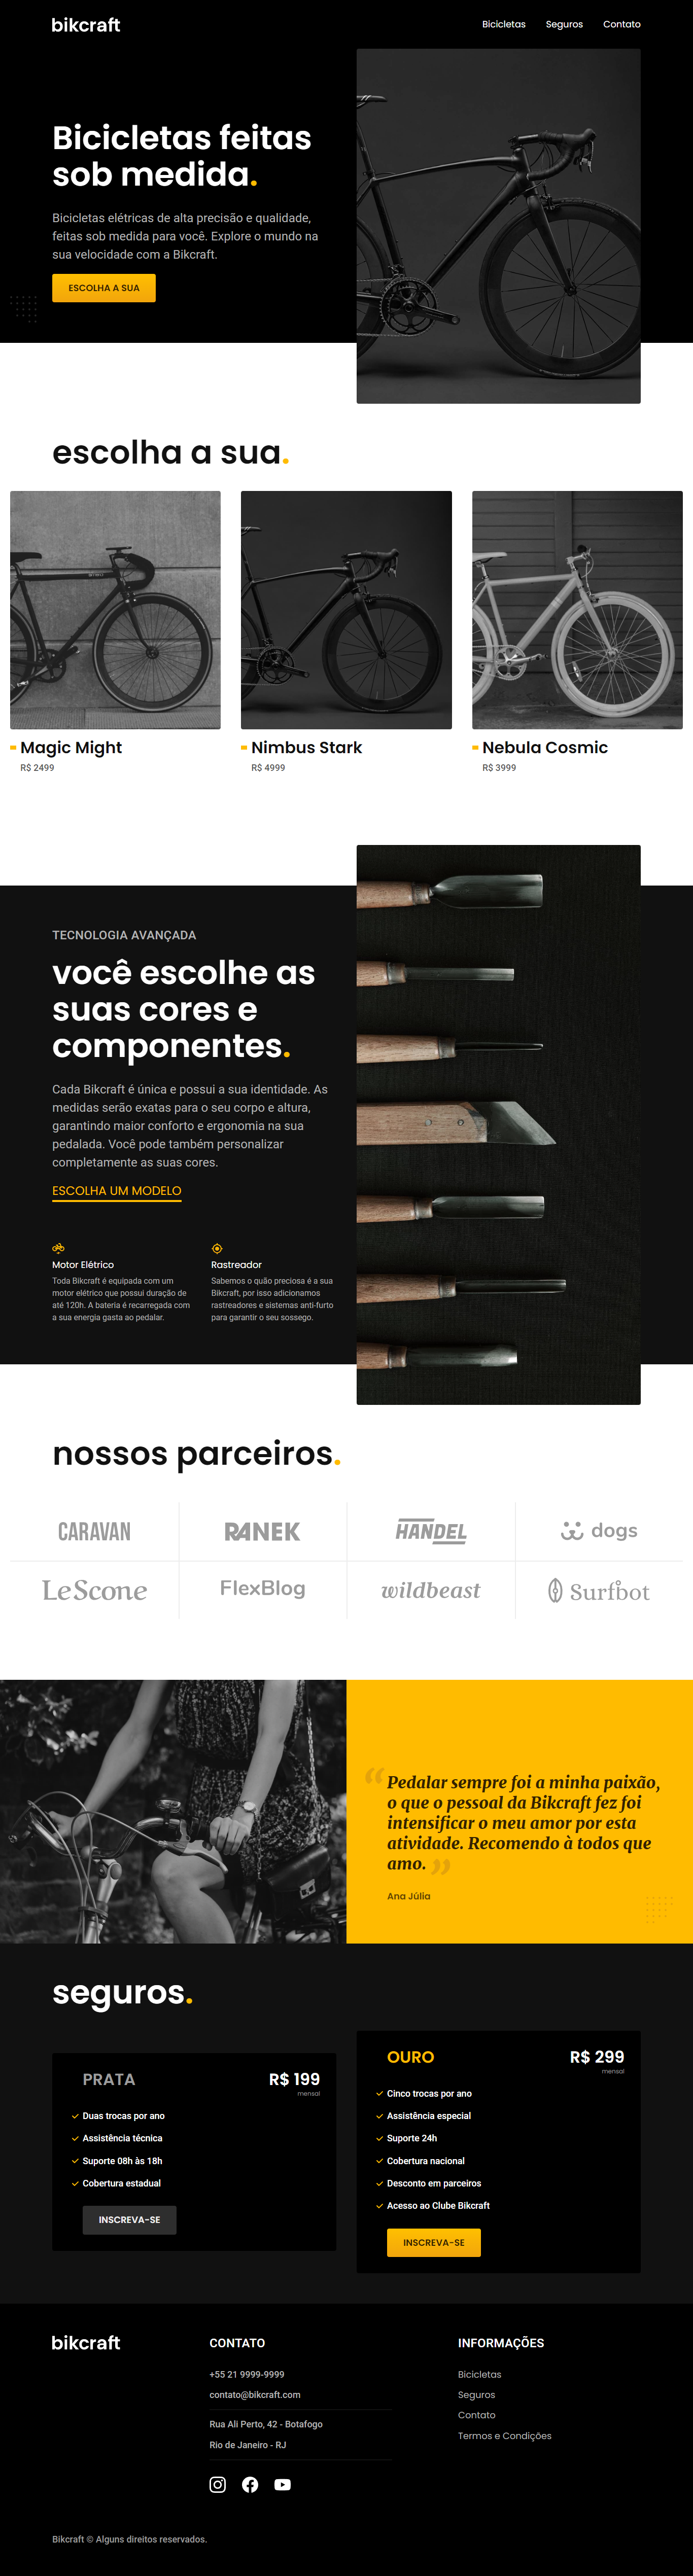 bikcraft
Bicicletas Seguros Contato
Bicicletas feitas
sob medida.
Bicicletas elétricas de alta precisão e qualidade,
feitas sob medida para você. Explore o mundo na
sua velocidade com a Bikcraft.
ESCOLHA A SUA
escolha a sua.
Magic Might
R$ 2499
Nimbus Stark
R$ 4999
Nebula Cosmic
R$ 3999
TECNOLOGIA AVANÇADA
você escolhe as
suas cores e
componentes.
Cada Bikcraft é única e possui a sua identidade. As
medidas serão exatas para o seu corpo e altura,
garantindo maior conforto e ergonomia na sua
pedalada. Você pode também personalizar
completamente as suas cores.
ESCOLHA UM MODELO
Motor Elétrico
Toda Bikcraft é equipada com um
motor elétrico que possui duração de
até 120h. A bateria é recarregada com
a sua energia gasta ao pedalar.
Rastreador
Sabemos o quão preciosa é a sua
Bikcraft, por isso adicionamos
rastreadores e sistemas anti-furto
para garantir o seu sossego.
nossos parceiros.
CARAVAN
RANEK
HANDEL
dogs
LeScone
FlexBlog
wildbeast
Surfbot
“Pedalar sempre foi a minha paixão,
o que o pessoal da Bikcraft fez foi
intensificar o meu amor por esta
atividade. Recomendo à todos que
amo.”
Ana Júlia
seguros.
PRATA
R$ 199
mensal
Duas trocas por ano
Assistência técnica
Suporte 08h às 18h
Cobertura estadual
INSCREVA-SE
OURO
R$ 299
mensal
Cinco trocas por ano
Assistência especial
Suporte 24h
Cobertura nacional
Desconto em parceiros
Acesso ao Clube Bikcraft
INSCREVA-SE
bikcraft
CONTATO
+55 21 9999-9999
contato@bikcraft.com
Rua Ali Perto, 42 - Botafogo
Rio de Janeiro - RJ
INFORMAÇÕES
Bicicletas
Seguros
Contato
Termos e Condições
Bikcraft © Alguns direitos reservados.